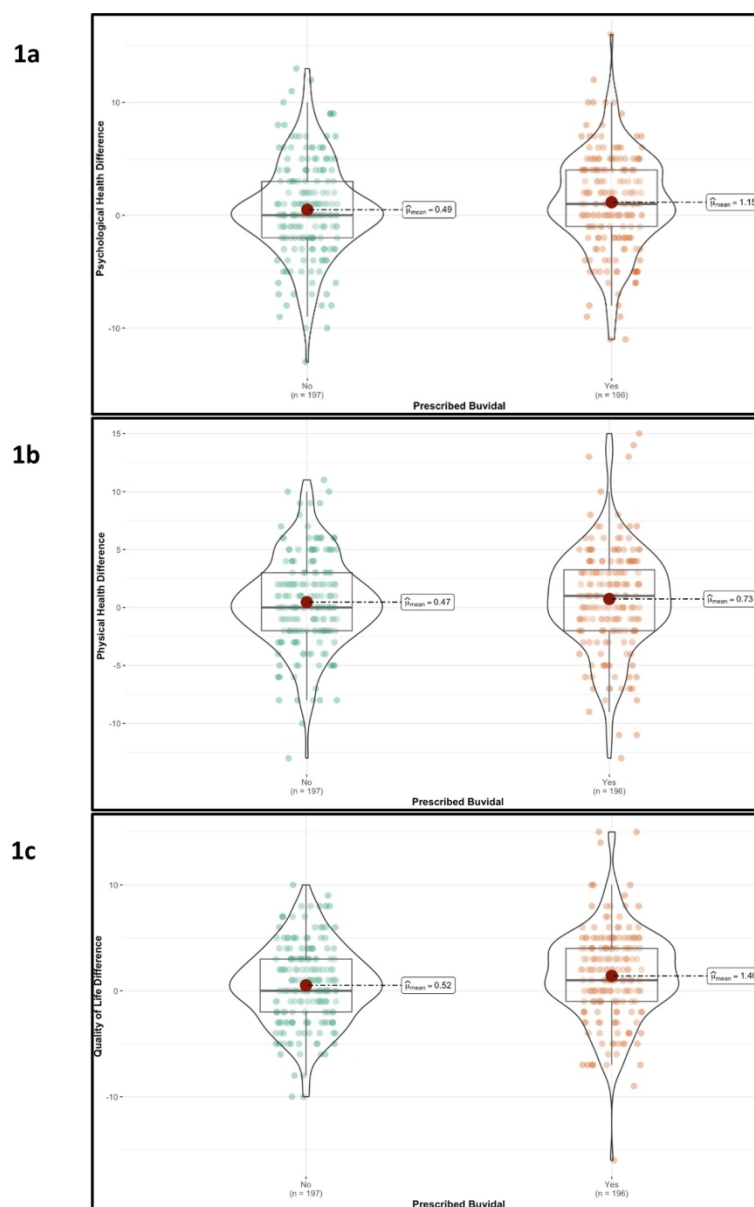 1a
Psychological Health Difference
10
0
-10
μ̂mean = 0.49
μ̂mean = 1.15
No
(n = 197)
Yes
(n = 196)
Prescribed Buvidal
1b
Physical Health Difference
15
10
5
0
-5
-10
μ̂mean = 0.47
μ̂mean = 0.73
No
(n = 197)
Yes
(n = 196)
Prescribed Buvidal
1c
Quality of Life Difference
10
0
-10
μ̂mean = 0.52
μ̂mean = 1.40
No
(n = 197)
Yes
(n = 196)
Prescribed Buvidal